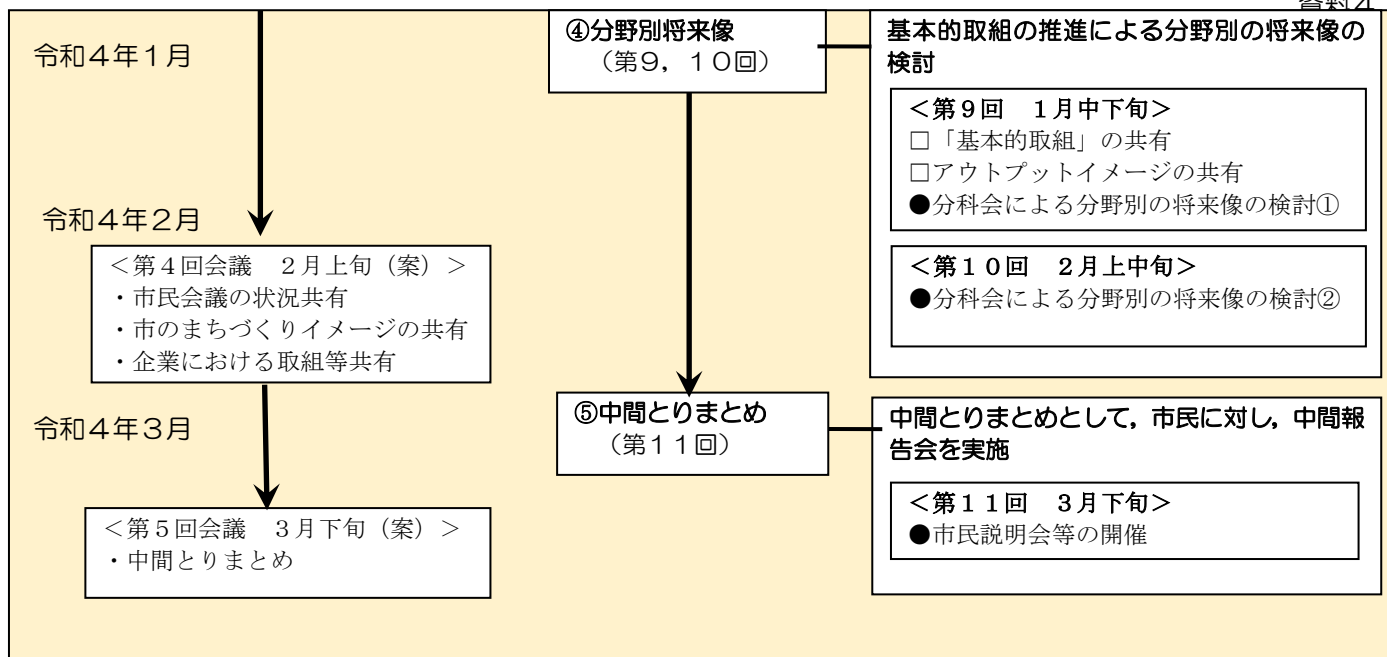 令和４年１月
④分野別将来像
（第９，１０回）
基本的取組の推進による分野別の将来像の
検討
＜第９回　１月中下旬＞
□「基本的取組」の共有
□アウトプットイメージの共有
●分科会による分野別の将来像の検討①
令和４年２月
＜第４回会議　２月上旬（案）＞
・市民会議の状況共有
・市のまちづくりイメージの共有
・企業における取組等共有
＜第１０回　２月上中旬＞
●分科会による分野別の将来像の検討②
令和４年３月
⑤中間とりまとめ
（第１１回）
中間とりまとめとして，市民に対し，中間報
告会を実施
＜第１１回　３月下旬＞
●市民説明会等の開催
＜第５回会議　３月下旬（案）＞
・中間とりまとめ